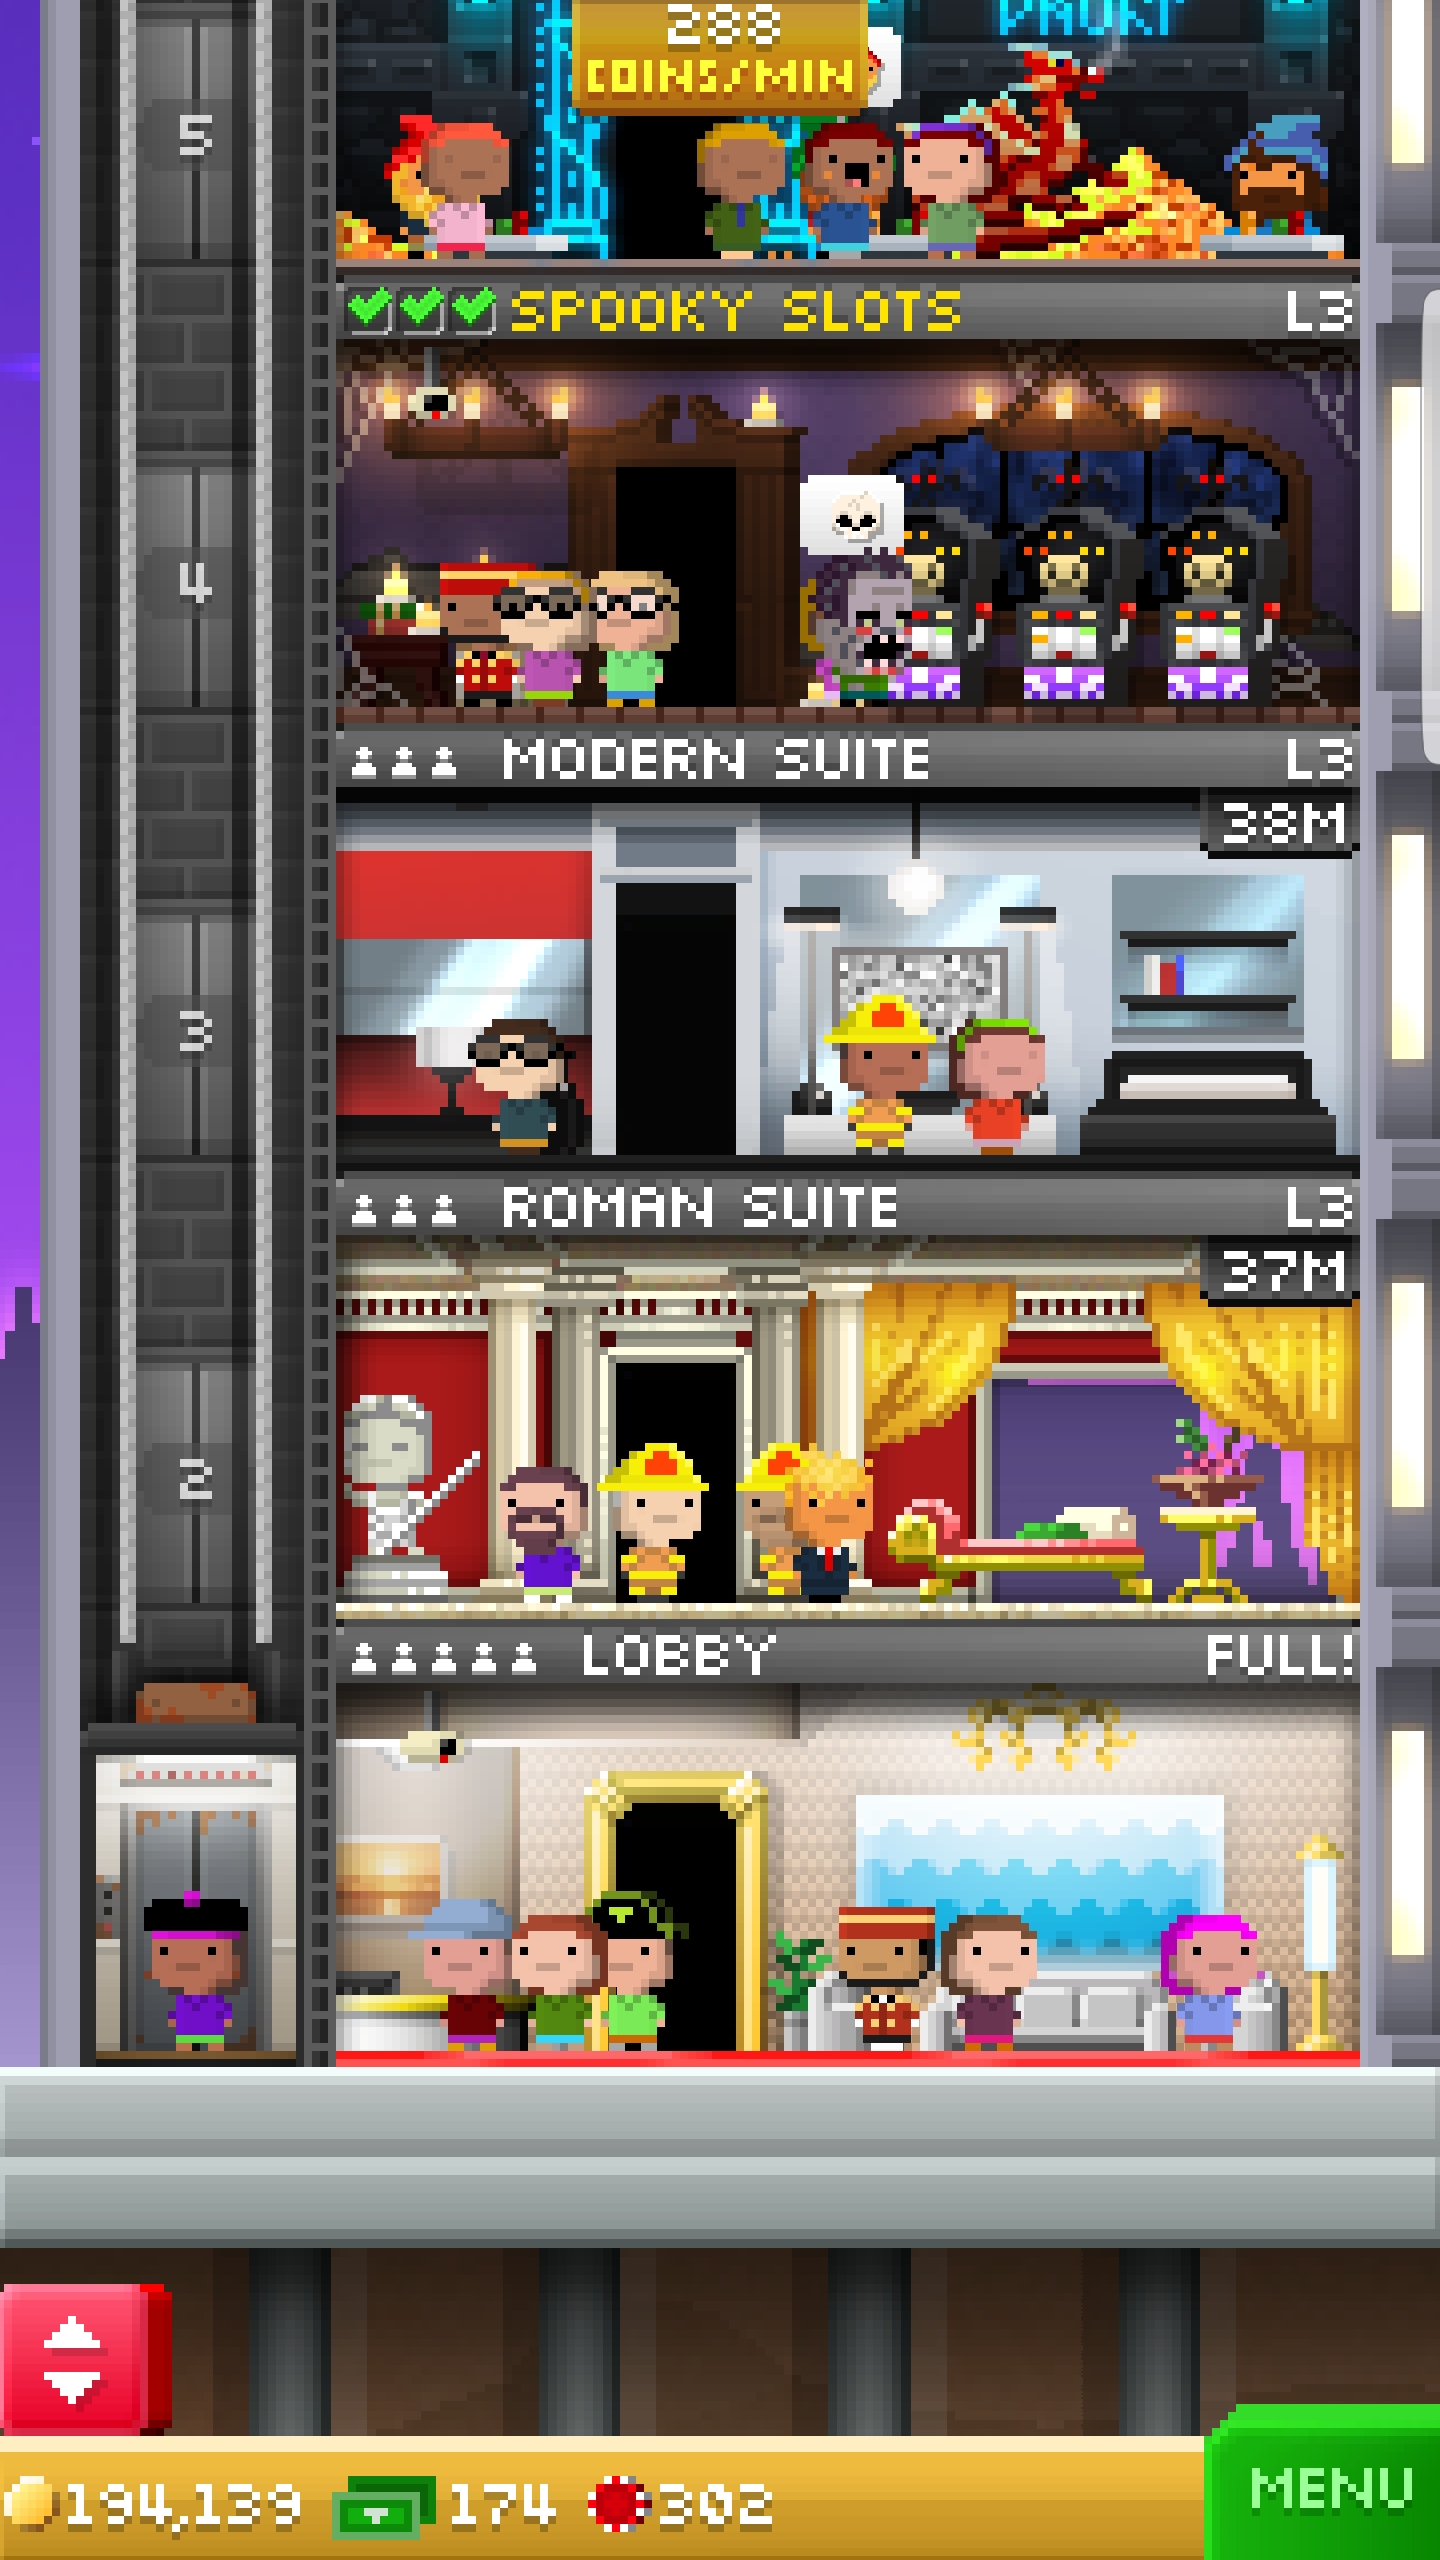 288
COINS/MIN
5
SPOOKY SLOTS L3
4
MODERN SUITE L3
38M
3
ROMAN SUITE L3
37M
2
LOBBY FULL!
194,139 174 302
MENU